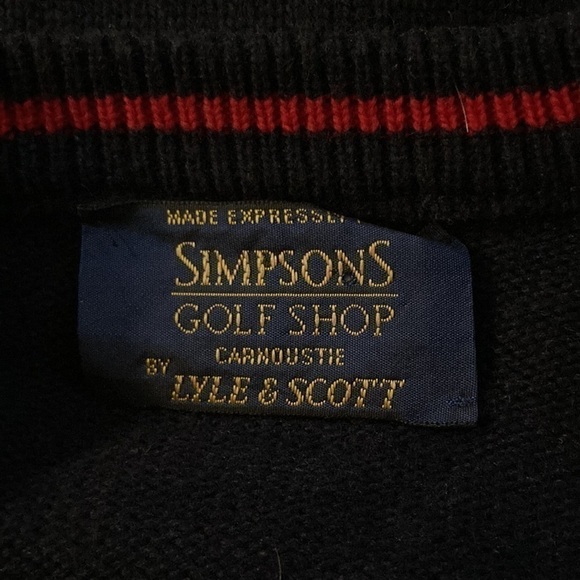 MADE EXPRESSLY
SIMPSONS
GOLF SHOP
CARNOUSTIE
BY LYLE & SCOTT